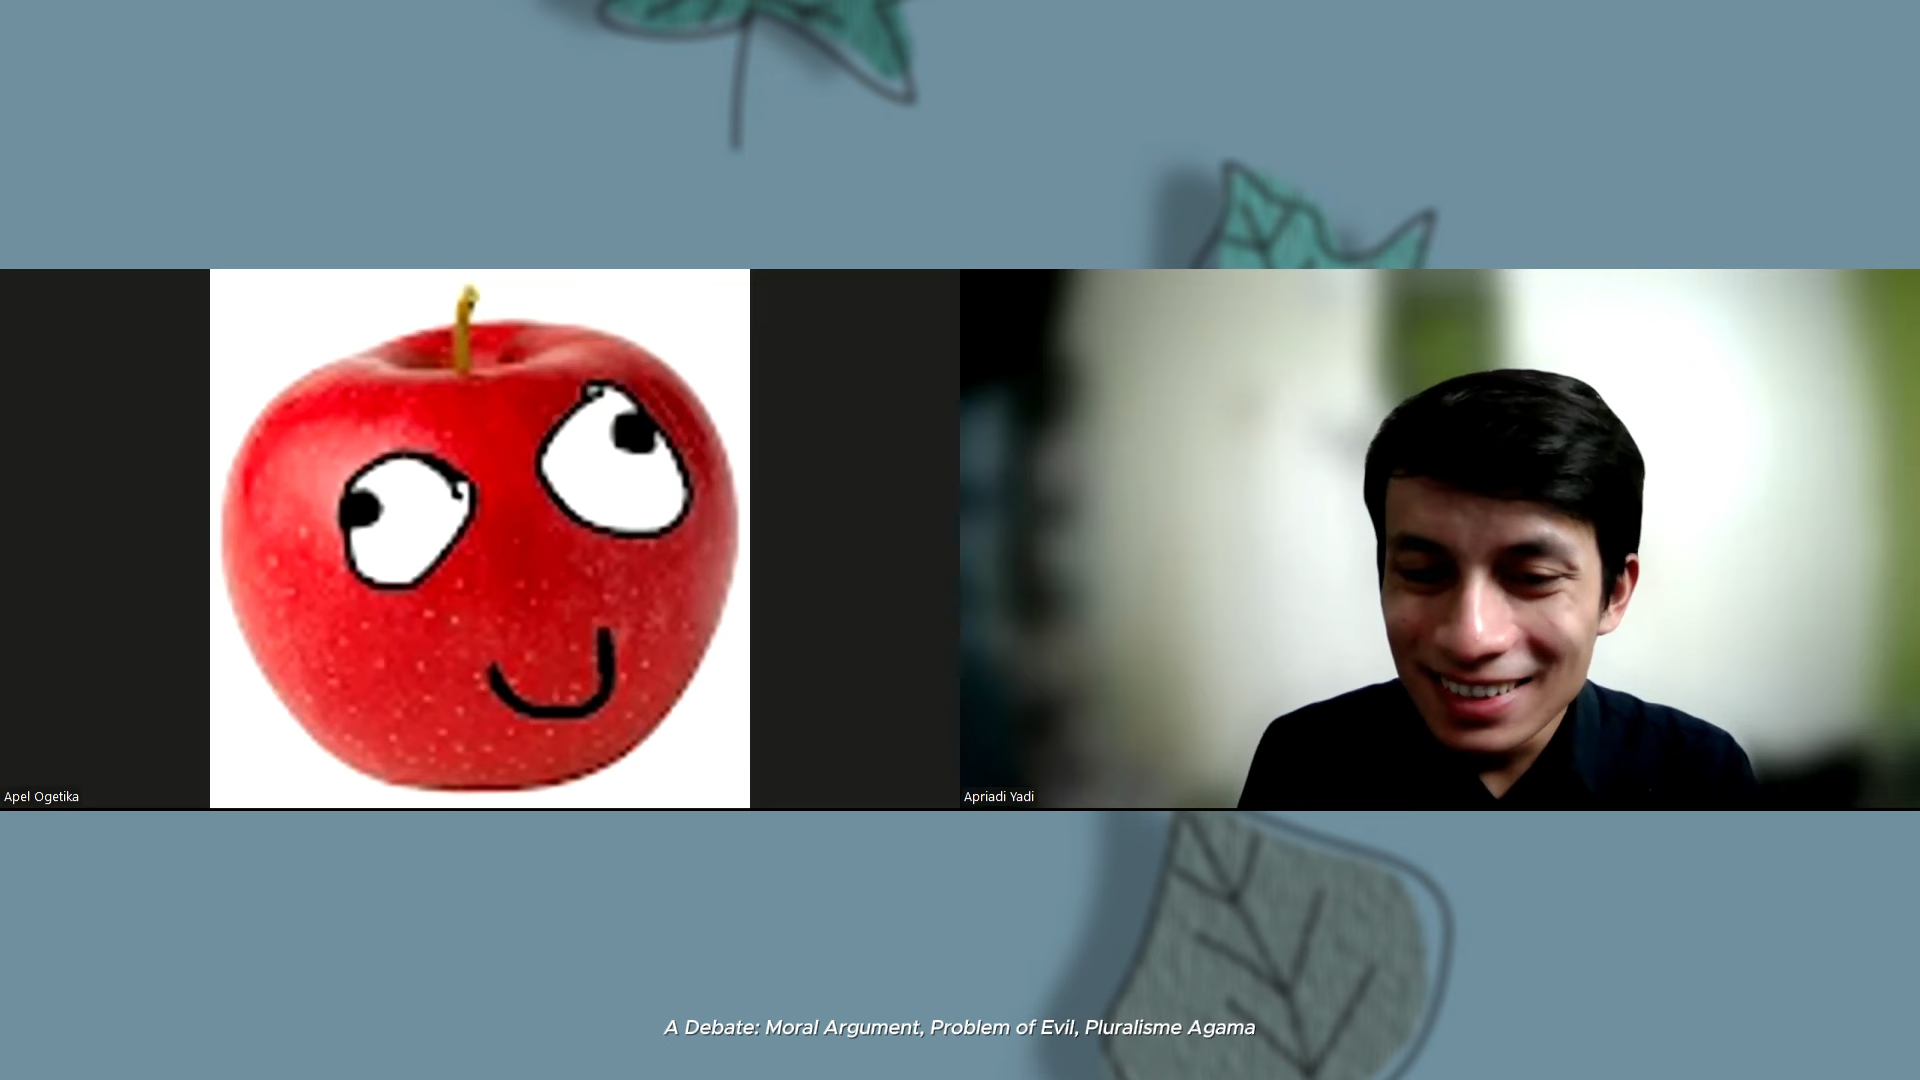 Apel Ogetika
Apriadi Yadi
A Debate: Moral Argument, Problem of Evil, Pluralisme Agama